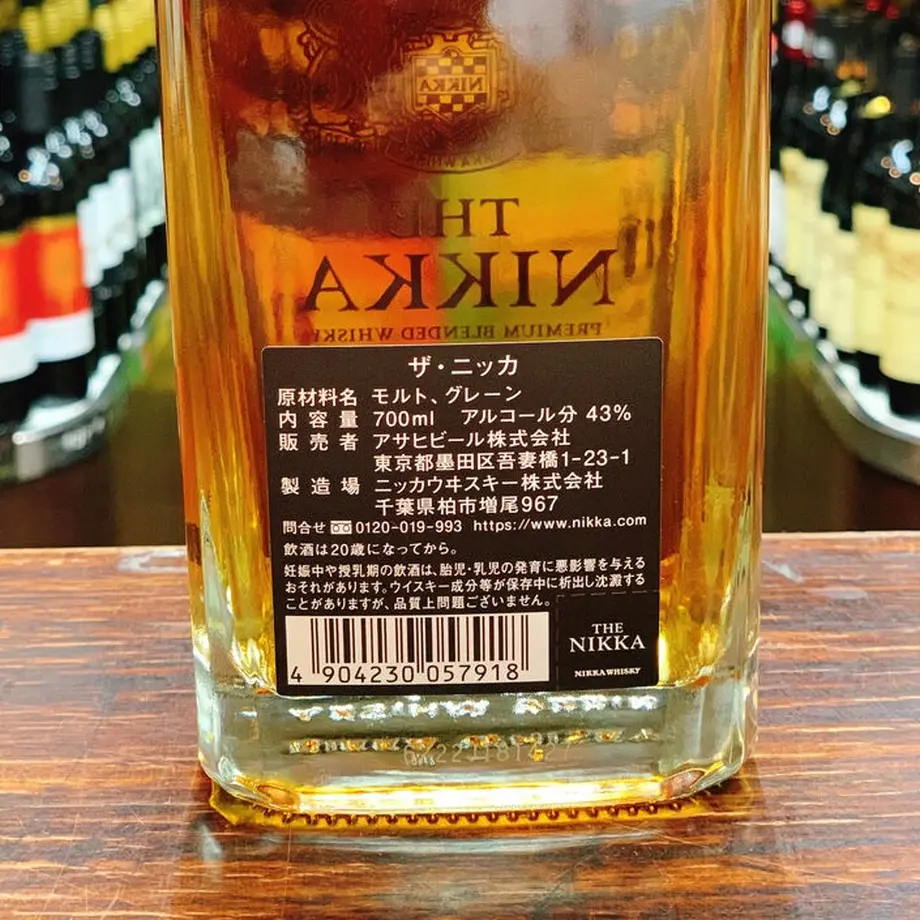 NIKKA
THE
NIKKA
PREMIUM BLENDED WHISKY
ザ・ニッカ
原材料名 モルト、グレーン
内容量 700ml アルコール分 43%
販売者 アサヒビール株式会社
東京都墨田区吾妻橋1-23-1
製造場 ニッカウヰスキー株式会社
千葉県柏市増尾967
問合せ 0120-019-993 https://www.nikka.com
飲酒は20歳になってから。
妊娠中や授乳期の飲酒は、胎児・乳児の発育に悪影響を与える
おそれがあります。ウイスキー成分等が保存中に析出し沈澱する
ことがありますが、品質上問題ございません。
4 904230 057918
THE
NIKKA
NIKKA WHISKY